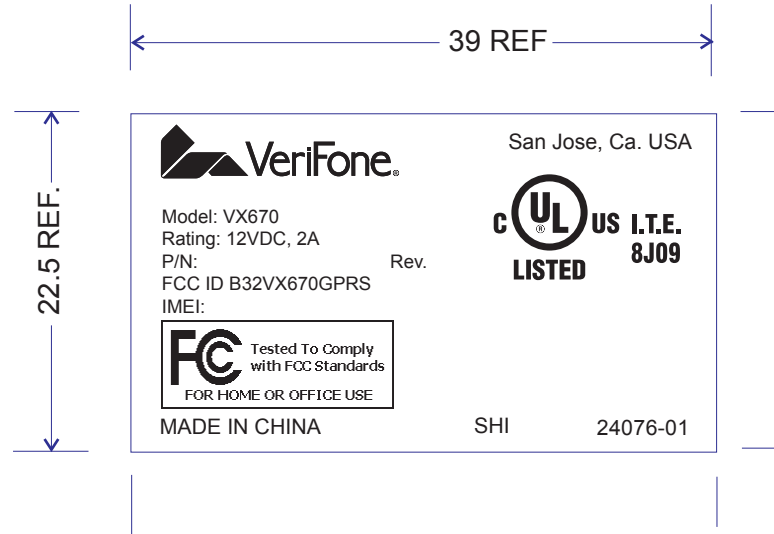 39 REF
22.5 REF.
VeriFone®
San Jose, Ca. USA
Model: VX670
Rating: 12VDC, 2A
P/N: Rev.
FCC ID B32VX670GPRS
IMEI:
C UL ® US I.T.E.
8J09
LISTED
FCC Tested To Comply
with FCC Standards
FOR HOME OR OFFICE USE
MADE IN CHINA SHI 24076-01